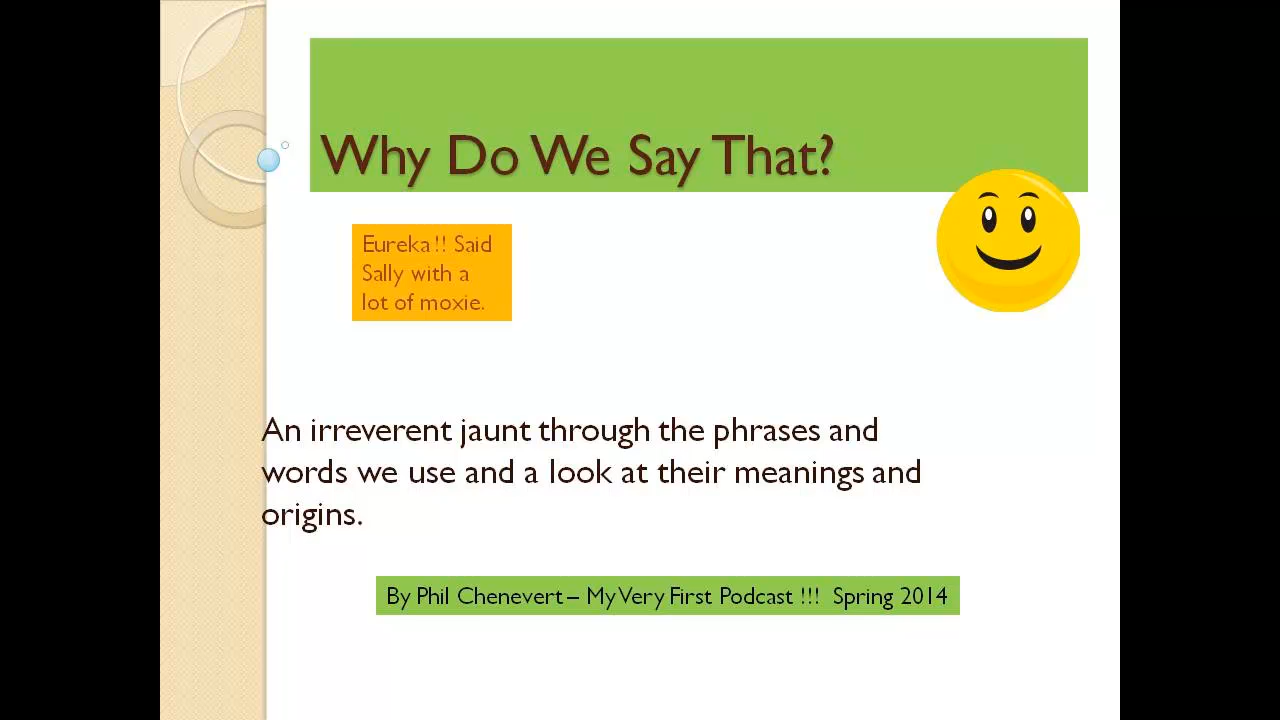 Why Do We Say That?
Eureka !! Said
Sally with a
lot of moxie.
An irreverent jaunt through the phrases and
words we use and a look at their meanings and
origins.
By Phil Chenevert – My Very First Podcast !!! Spring 2014